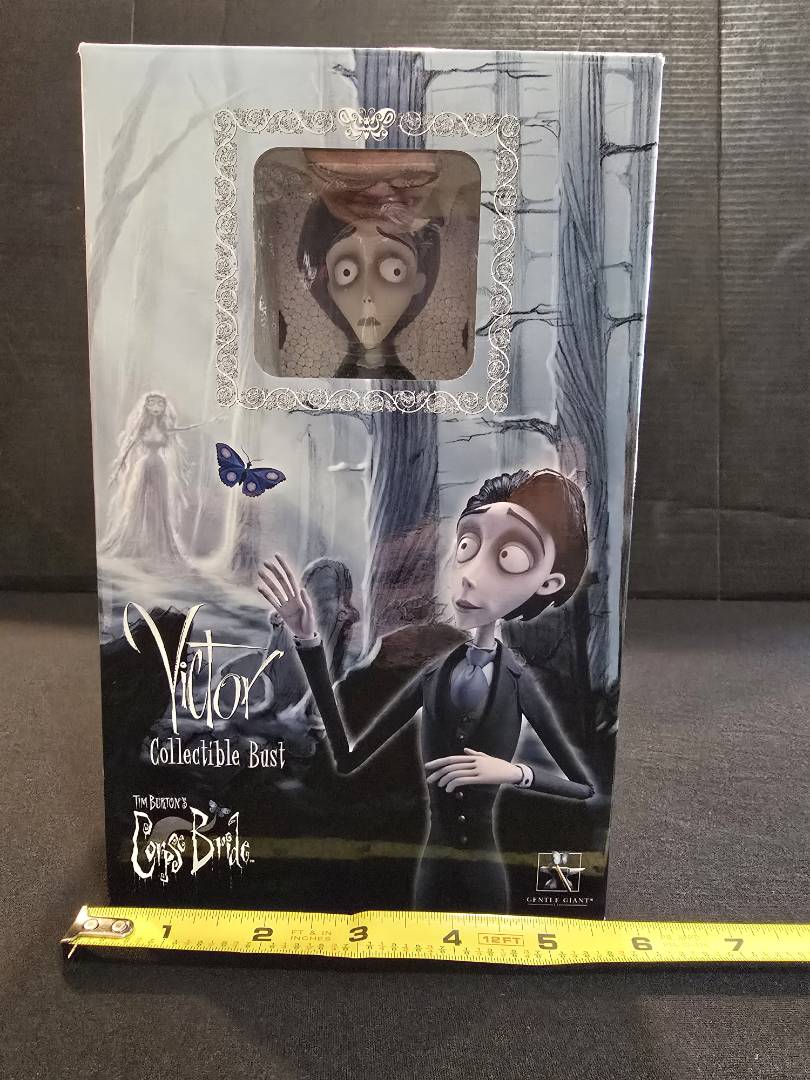 Victor
Collectible Bust
TIM BURTON'S
Corpse Bride™
GENTLE GIANT®
1 2 FT & IN INCHES 3 4 12FT 5 6 7